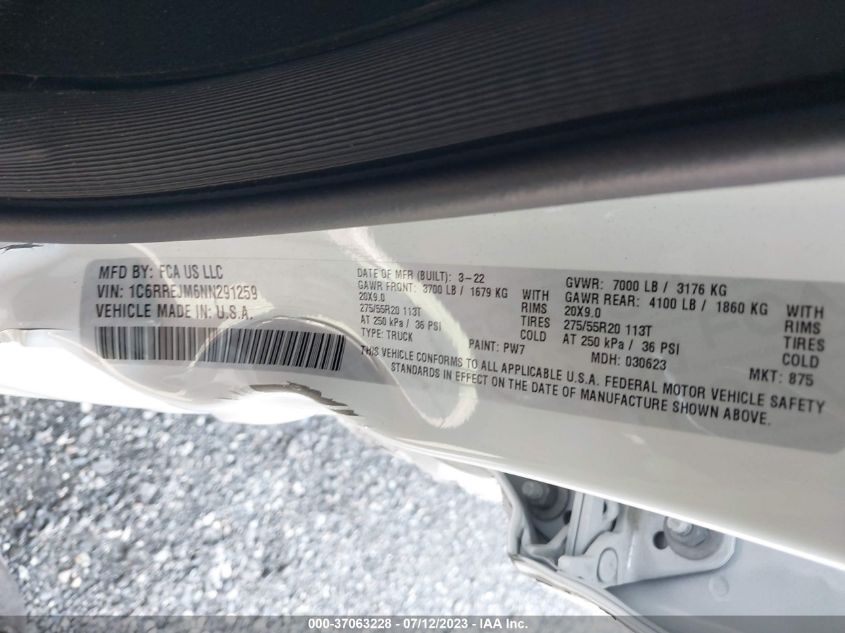 MFD BY: FCA US LLC
VIN: 1C6RREJM6NN291259
VEHICLE MADE IN U.S.A.
DATE OF MFR (BUILT): 3-22
GAWR FRONT: 3700 LB / 1679 KG WITH
20X9.0 RIMS
275/55R20 113T TIRES
AT 250 kPa / 36 PSI COLD
TYPE: TRUCK PAINT: PW7
GVWR: 7000 LB / 3176 KG
GAWR REAR: 4100 LB / 1860 KG WITH
20X9.0 RIMS
275/55R20 113T TIRES
AT 250 kPa / 36 PSI COLD
MDH: 030623 MKT: 875
THIS VEHICLE CONFORMS TO ALL APPLICABLE U.S.A. FEDERAL MOTOR VEHICLE SAFETY
STANDARDS IN EFFECT ON THE DATE OF MANUFACTURE SHOWN ABOVE.
000-37063228 - 07/12/2023 - IAA Inc.